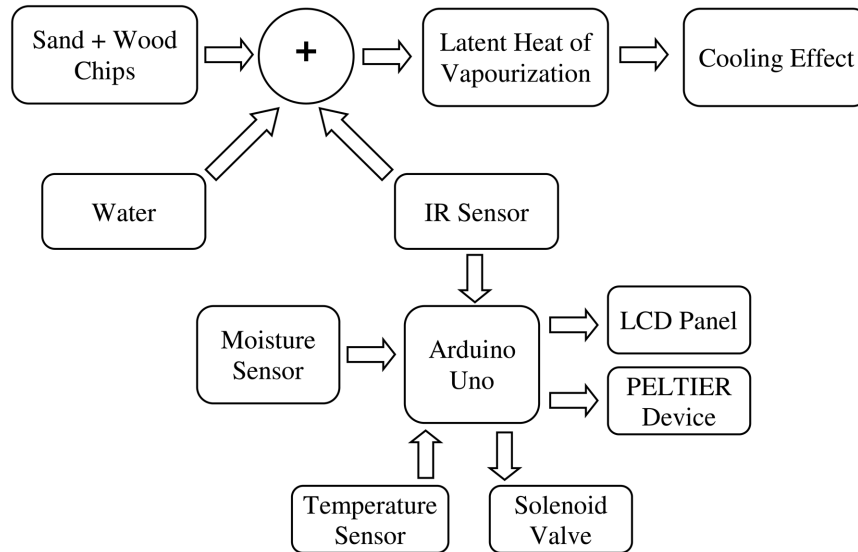 Sand + Wood
Chips
+
Latent Heat of
Vapourization
Cooling Effect
Water
IR Sensor
Moisture
Sensor
Arduino
Uno
LCD Panel
PELTIER
Device
Temperature
Sensor
Solenoid
Valve